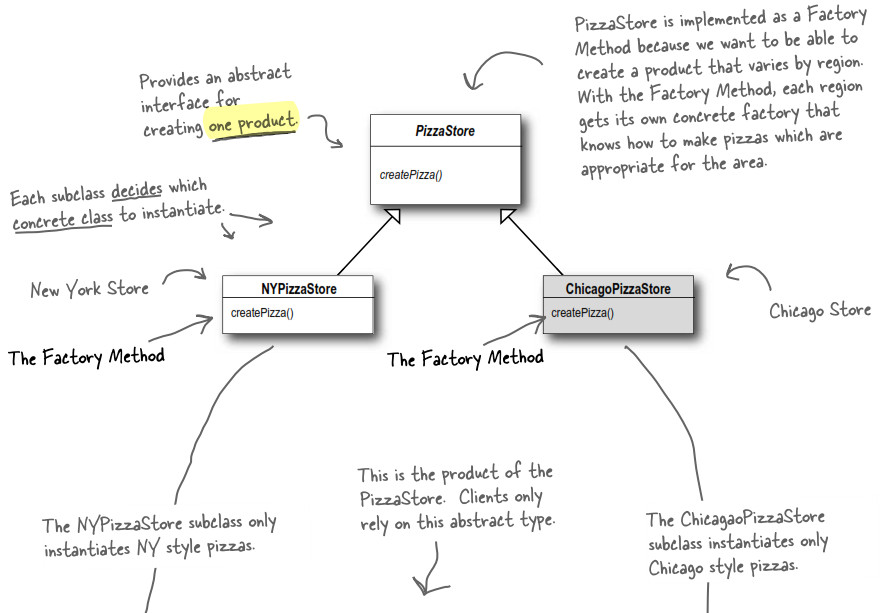 PizzaStore is implemented as a Factory
Method because we want to be able to
create a product that varies by region.
With the Factory Method, each region
gets its own concrete factory that
knows how to make pizzas which are
appropriate for the area.
Provides an abstract
interface for
creating one product.
PizzaStore
createPizza()
Each subclass decides which
concrete class to instantiate.
New York Store
NYPizzaStore
createPizza()
The Factory Method
ChicagoPizzaStore
createPizza()
Chicago Store
The Factory Method
The NYPizzaStore subclass only
instantiates NY style pizzas.
This is the product of the
PizzaStore. Clients only
rely on this abstract type.
The ChicagaoPizzaStore
subclass instantiates only
Chicago style pizzas.